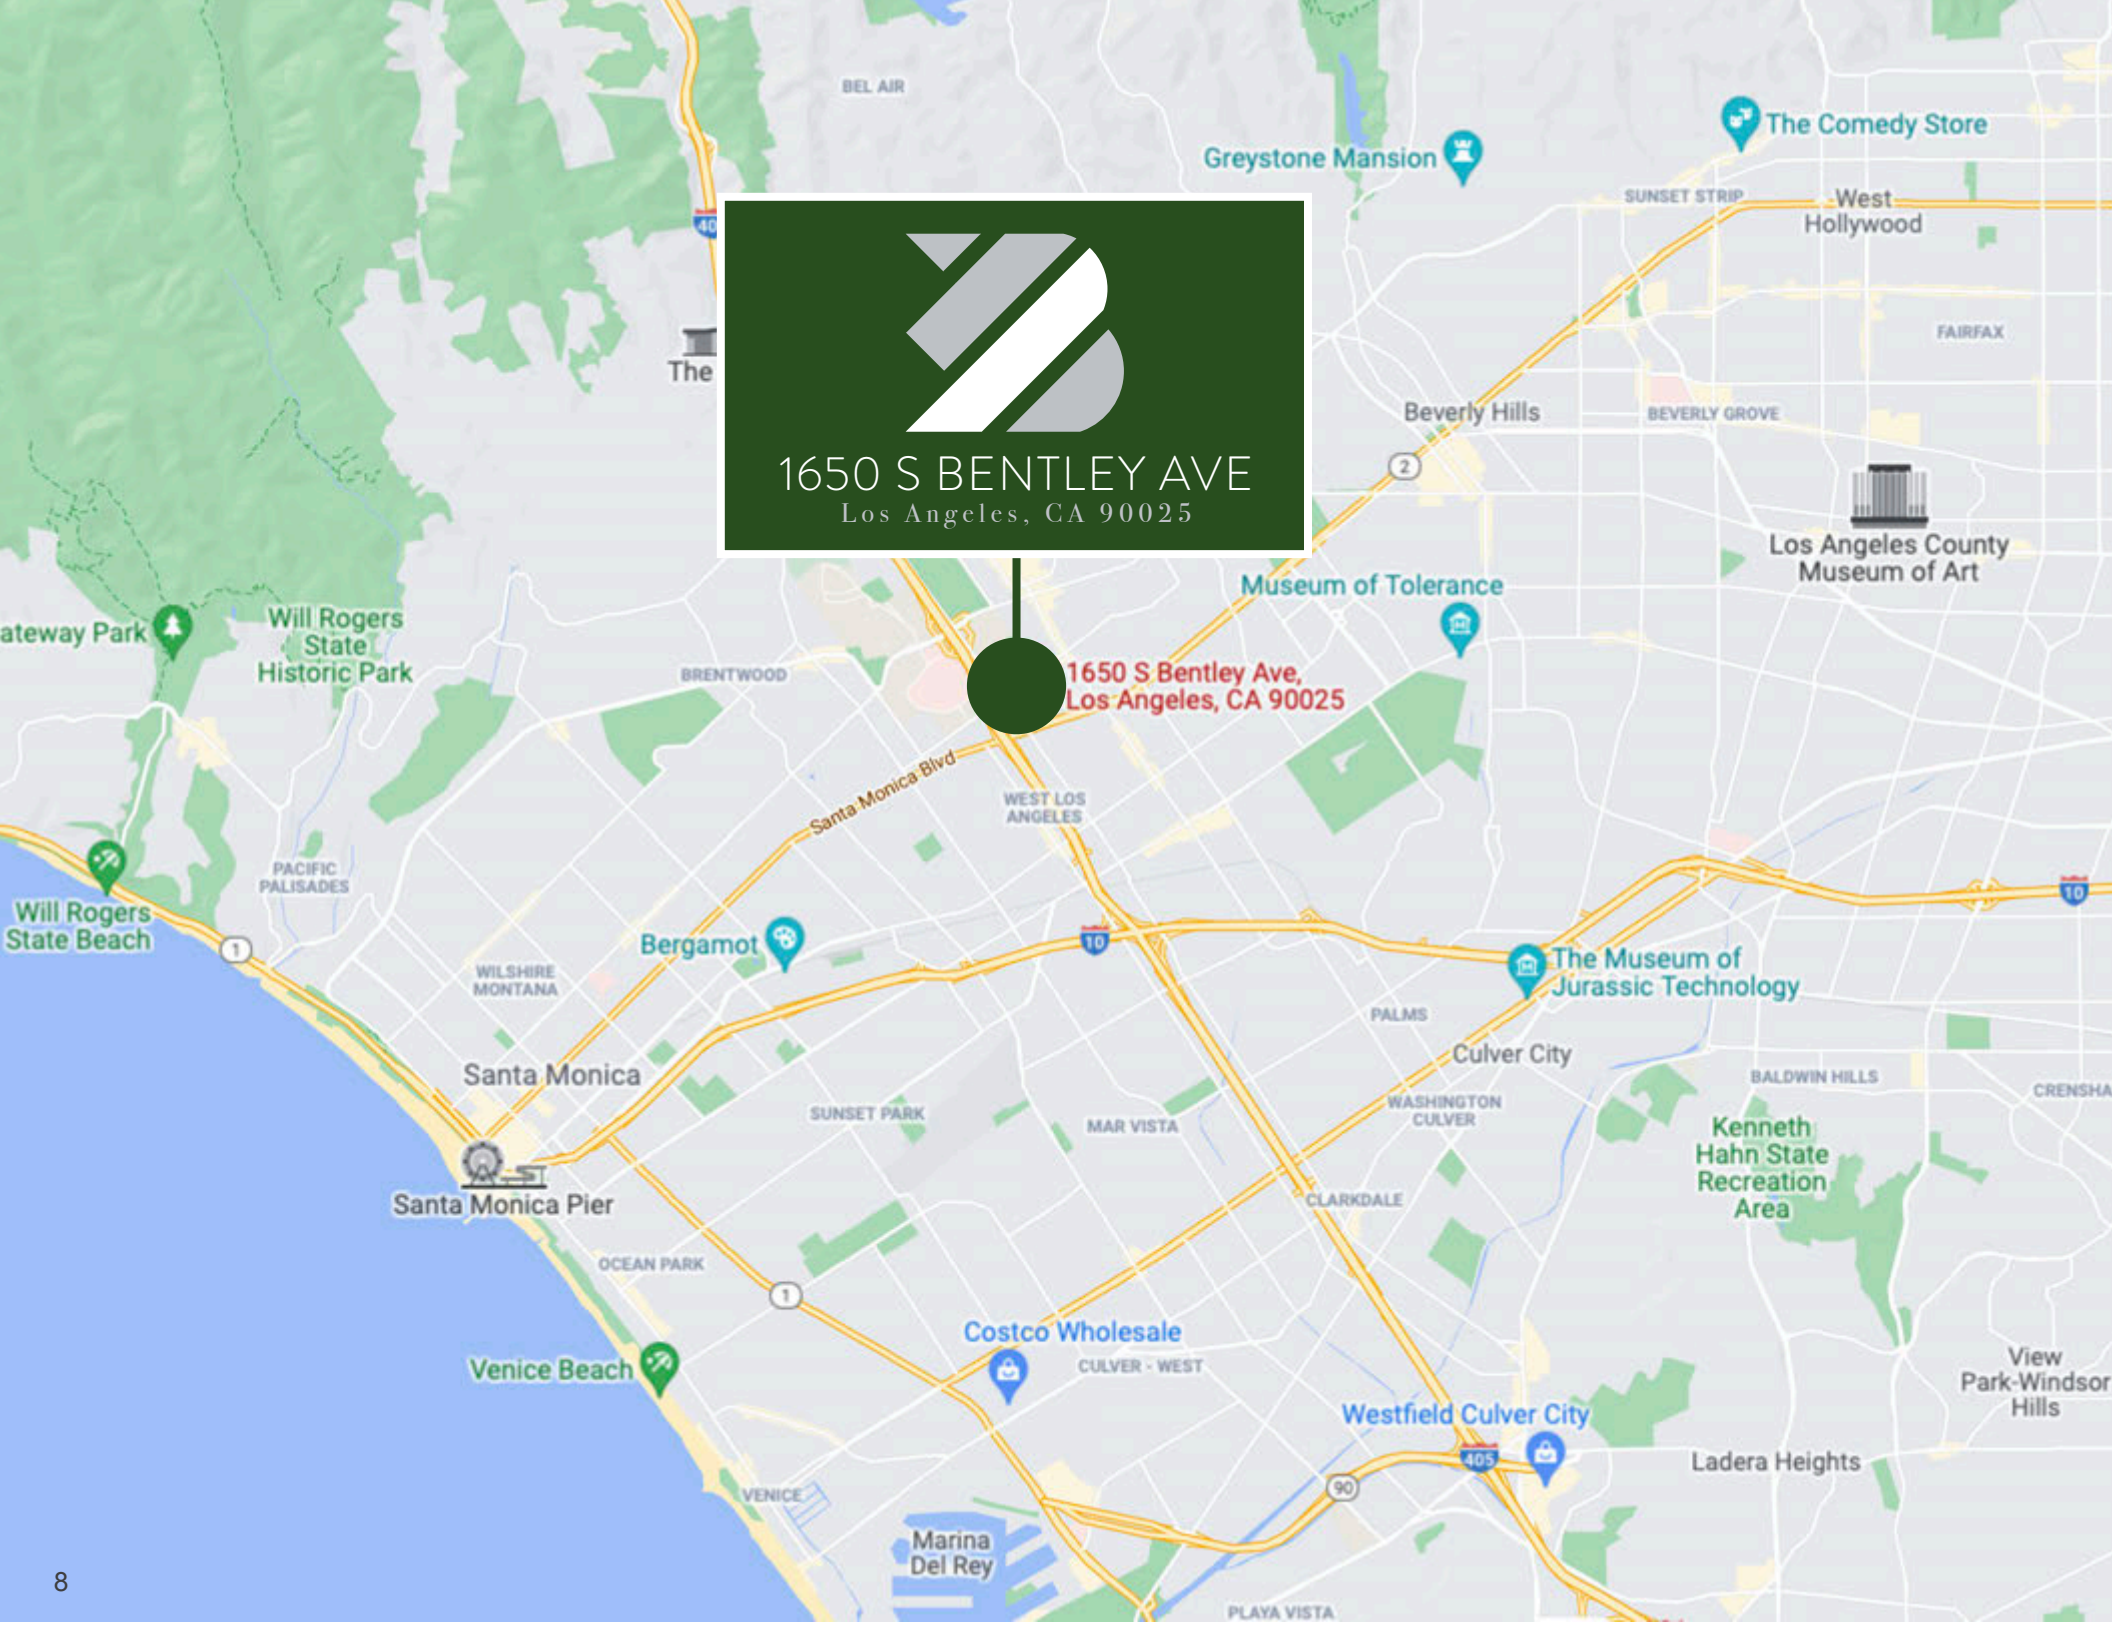 BEL AIR
The Comedy Store
Greystone Mansion
SUNSET STRIP
West
Hollywood
40
FAIRFAX
The
Beverly Hills
BEVERLY GROVE
2
1650 S BENTLEY AVE
Los Angeles, CA 90025
Los Angeles County
Museum of Art
Museum of Tolerance
ateway Park
Will Rogers
State
Historic Park
BRENTWOOD
1650 S Bentley Ave,
Los Angeles, CA 90025
Santa Monica Blvd
WEST LOS
ANGELES
PACIFIC
PALISADES
Will Rogers
State Beach
1
Bergamot
10
10
WILSHIRE
MONTANA
The Museum of
Jurassic Technology
PALMS
Culver City
Santa Monica
SUNSET PARK
MAR VISTA
WASHINGTON
CULVER
BALDWIN HILLS
CRENSHA
Kenneth
Hahn State
Recreation
Area
Santa Monica Pier
CLARKDALE
OCEAN PARK
1
Costco Wholesale
CULVER - WEST
Venice Beach
View
Park-Windsor
Hills
Westfield Culver City
405
Ladera Heights
90
VENICE
Marina
Del Rey
8
PLAYA VISTA